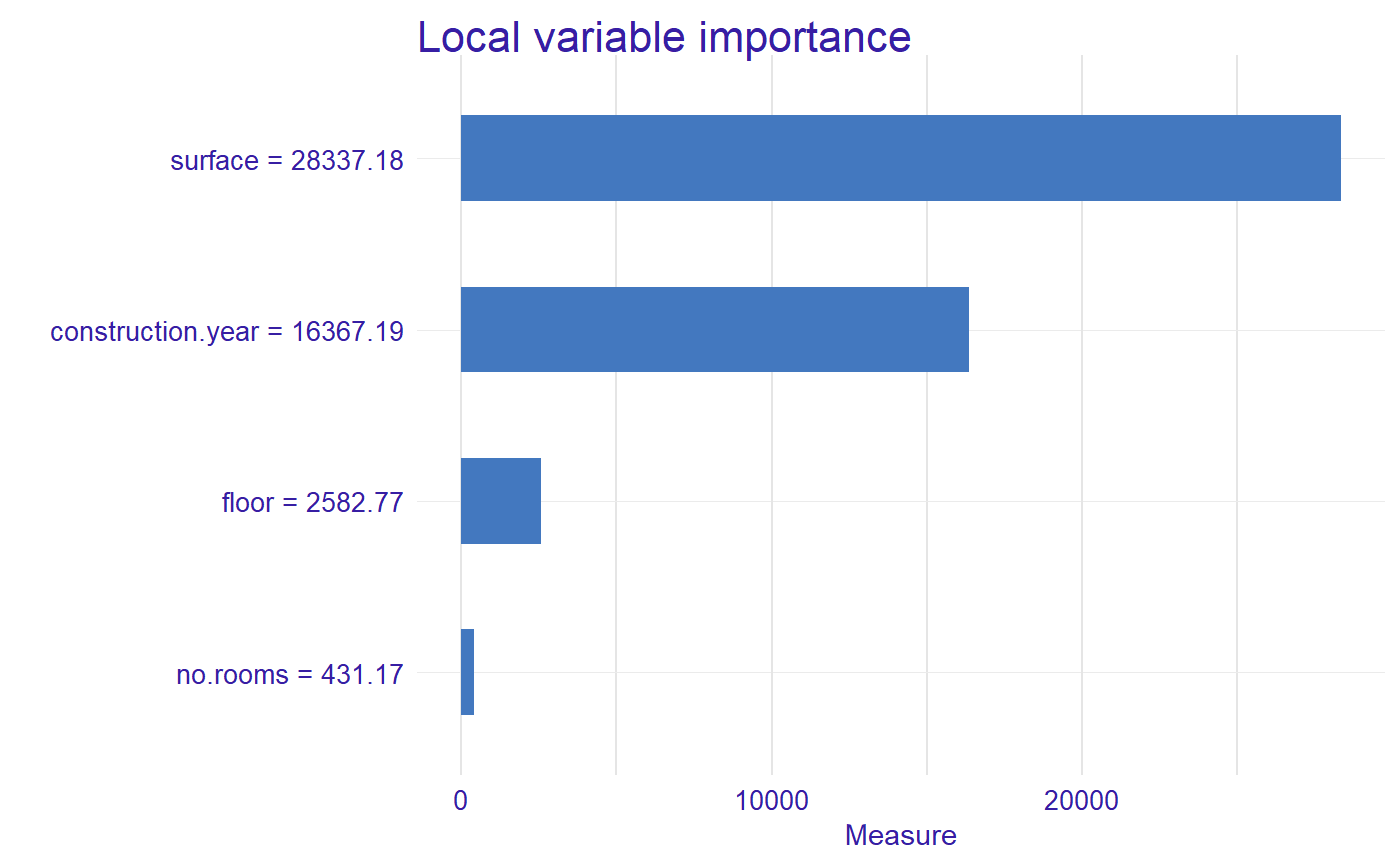 Local variable importance
surface = 28337.18
construction.year = 16367.19
floor = 2582.77
no.rooms = 431.17
0 10000 20000
Measure